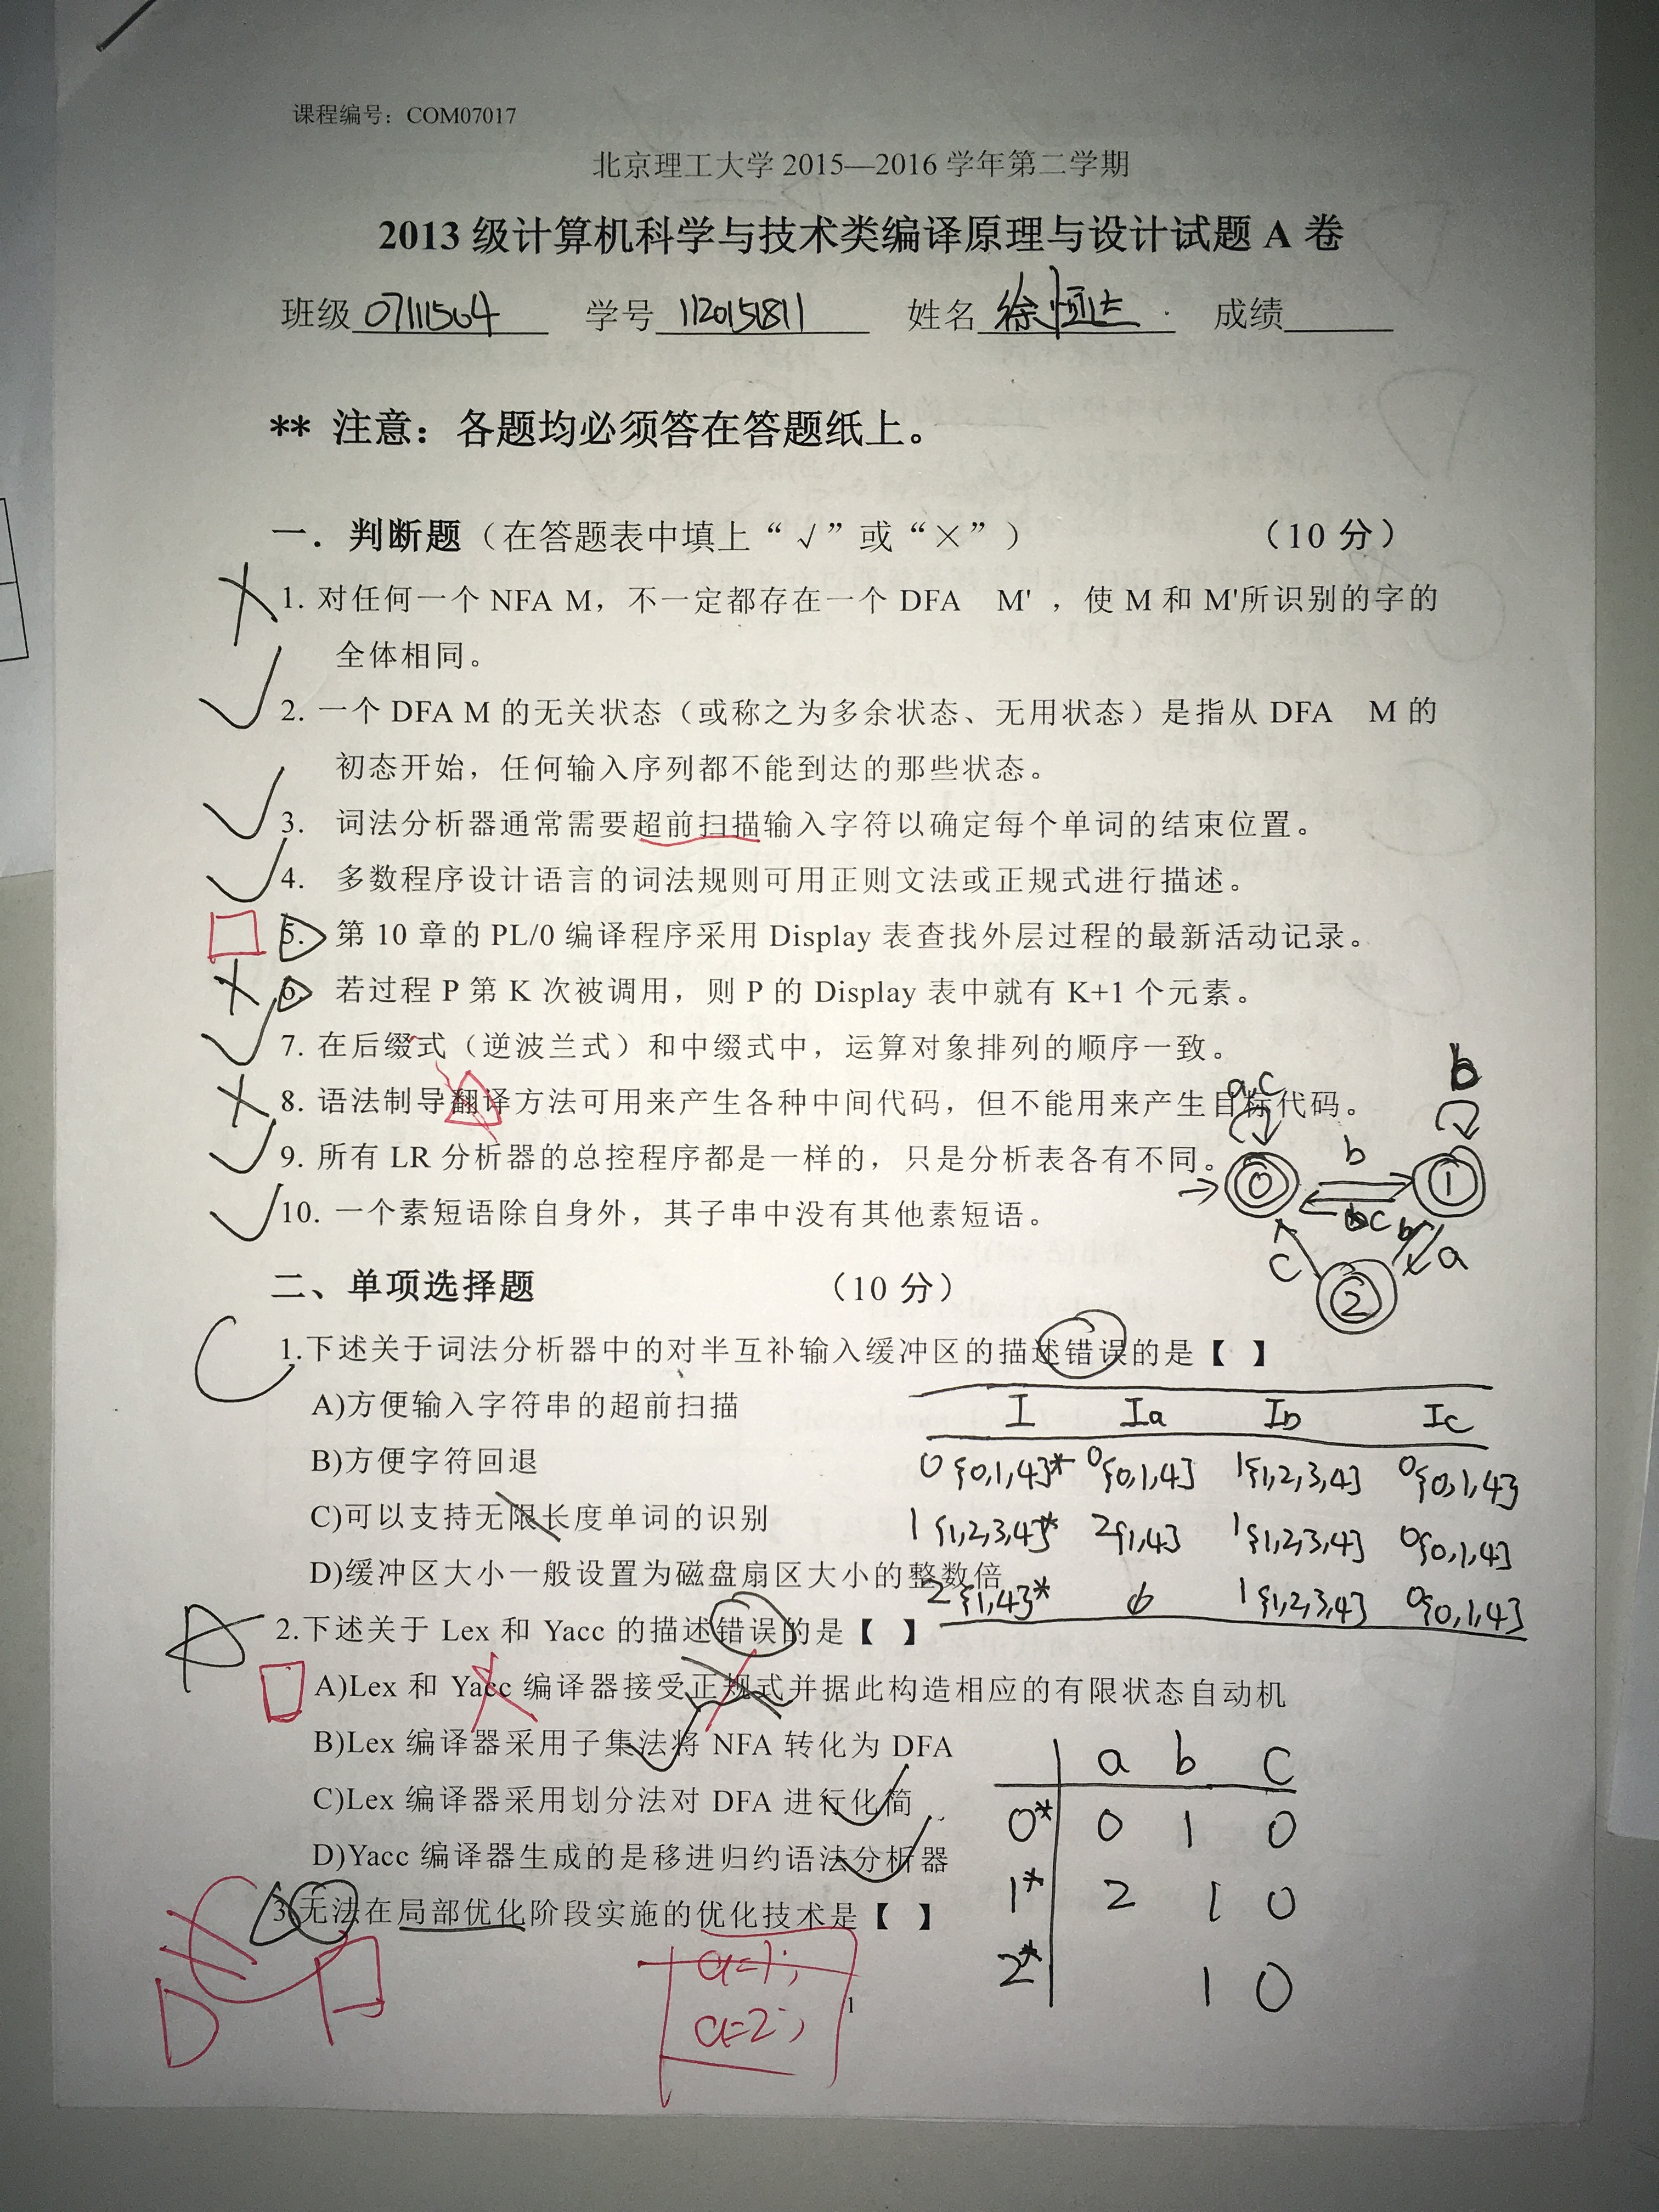 课程编号：COM07017
北京理工大学 2015—2016 学年第二学期
2013 级计算机科学与技术类编译原理与设计试题 A 卷
班级 07111504 学号 1120151811 姓名 徐恒达 成绩
** 注意：各题均必须答在答题纸上。
一．判断题（在答题表中填上“√”或“×”） （10 分）
1. 对任何一个 NFA M，不一定都存在一个 DFA M'，使 M 和 M'所识别的字的
全体相同。
2. 一个 DFA M 的无关状态（或称之为多余状态、无用状态）是指从 DFA M 的
初态开始，任何输入序列都不能到达的那些状态。
3. 词法分析器通常需要超前扫描输入字符以确定每个单词的结束位置。
4. 多数程序设计语言的词法规则可用正则文法或正规式进行描述。
5. 第 10 章的 PL/0 编译程序采用 Display 表查找外层过程的最新活动记录。
6. 若过程 P 第 K 次被调用，则 P 的 Display 表中就有 K+1 个元素。
7. 在后缀式（逆波兰式）和中缀式中，运算对象排列的顺序一致。
8. 语法制导翻译方法可用来产生各种中间代码，但不能用来产生目标代码。
a c
b
9. 所有 LR 分析器的总控程序都是一样的，只是分析表各有不同。
0 b 1
c b
10. 一个素短语除自身外，其子串中没有其他素短语。
c 2 a
二、单项选择题 （10 分）
C
1.下述关于词法分析器中的对半互补输入缓冲区的描述错误的是【 】
A)方便输入字符串的超前扫描
I Ia Ib Ic
B)方便字符回退
0 {0,1,4}* 0{0,1,4} 1{1,2,3,4} 0{0,1,4}
C)可以支持无限长度单词的识别
1 {1,2,3,4}* 2{1,4} 1{1,2,3,4} 0{0,1,4}
D)缓冲区大小一般设置为磁盘扇区大小的整数倍
2 {1,4}* ϕ 1{1,2,3,4} 0{0,1,4}
A
2.下述关于 Lex 和 Yacc 的描述错误的是【 】
A)Lex 和 Yacc 编译器接受正规式并据此构造相应的有限状态自动机
B)Lex 编译器采用子集法将 NFA 转化为 DFA
a b c
C)Lex 编译器采用划分法对 DFA 进行化简
0* 0 1 0
D)Yacc 编译器生成的是移进归约语法分析器
1* 2 1 0
3.无法在局部优化阶段实施的优化技术是【 】
D
a=1;
2* 1 0
a=2;
1